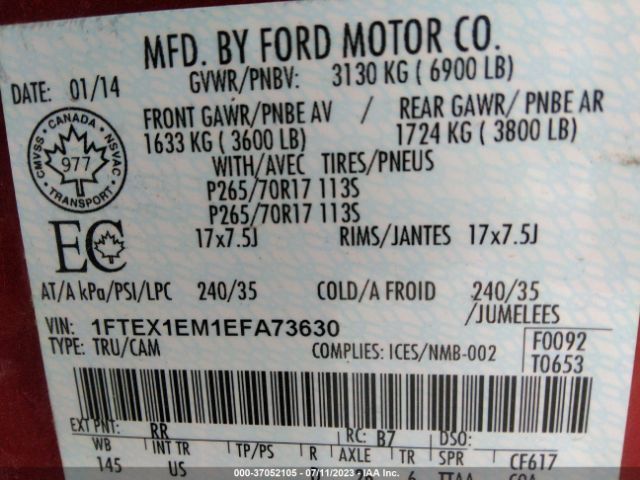 MFD. BY FORD MOTOR CO.
DATE: 01/14 GVWR/PNBV: 3130 KG ( 6900 LB)
FRONT GAWR/PNBE AV / REAR GAWR/ PNBE AR
1633 KG ( 3600 LB) 1724 KG ( 3800 LB)
WITH/AVEC TIRES/PNEUS
P265/70R17 113S
P265/70R17 113S
17x7.5J RIMS/JANTES 17x7.5J
CANADA
CMVSS NSVAC
977
TRANSPORT
EC
AT/A kPa/PSI/LPC 240/35 COLD/A FROID 240/35
/JUMELEES
VIN: 1FTEX1EM1EFA73630 F0092
TYPE: TRU/CAM COMPLIES: ICES/NMB-002 T0653
EXT PNT: RR RC: B7 DSO:
WB INT TR TP/PS R AXLE TR SPR CF617
145 US 26 6 TTAA
000-37052105 - 07/11/2023 - IAA Inc.